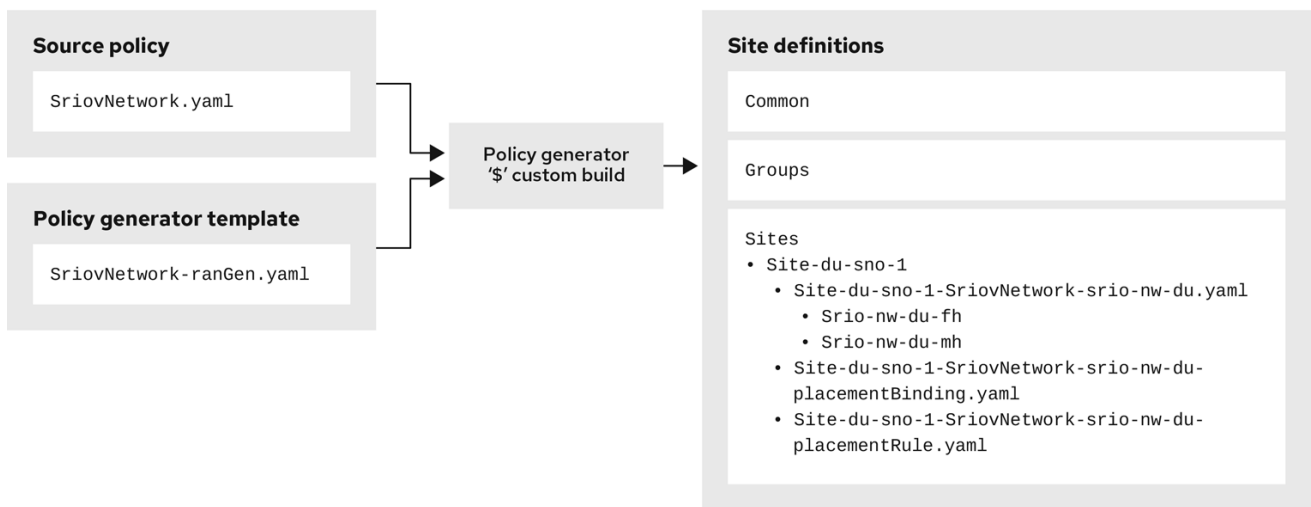 Source policy
SriovNetwork.yaml
Policy generator template
SriovNetwork-ranGen.yaml
Policy generator
‘$’ custom build
Site definitions
Common
Groups
Sites
• Site-du-sno-1
• Site-du-sno-1-SriovNetwork-srio-nw-du.yaml
• Srio-nw-du-fh
• Srio-nw-du-mh
• Site-du-sno-1-SriovNetwork-srio-nw-du-
placementBinding.yaml
• Site-du-sno-1-SriovNetwork-srio-nw-du-
placementRule.yaml